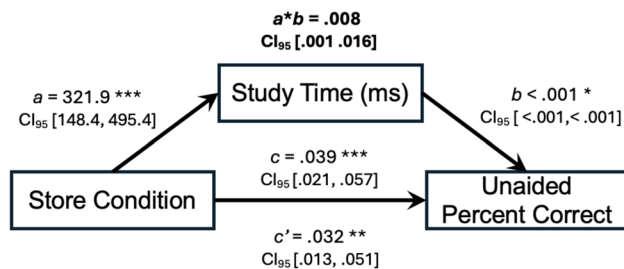 a*b = .008
CI95 [.001 .016]
a = 321.9 ***
CI95 [148.4, 495.4]
Study Time (ms)
b < .001 *
CI95 [ <.001,< .001]
c = .039 ***
CI95 [.021, .057]
Store Condition
Unaided
Percent Correct
c’ = .032 **
CI95 [.013, .051]